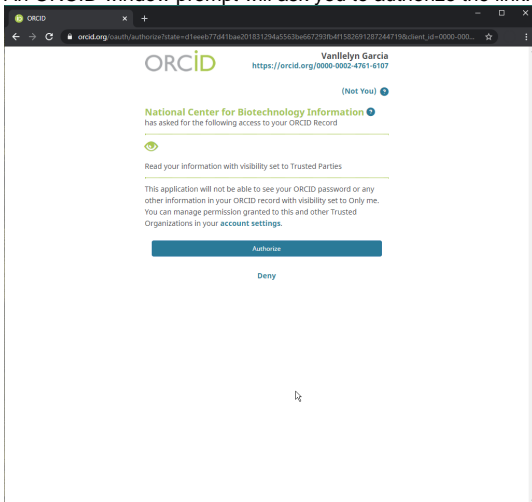 An ORCID window prompt will ask you to authorize the link.
ORCID
orcid.org/oauth/authorize?state=d1eeeb77d41bae201831294a5563be667293fb4f1582691287244719&client_id=0000-000...
ORCID
Vanllelyn Garcia
https://orcid.org/0000-0002-4761-6107
(Not You) ?
National Center for Biotechnology Information ?
has asked for the following access to your ORCID Record
Read your information with visibility set to Trusted Parties
This application will not be able to see your ORCID password or any
other information in your ORCID record with visibility set to Only me.
You can manage permission granted to this and other Trusted
Organizations in your account settings.
Authorize
Deny